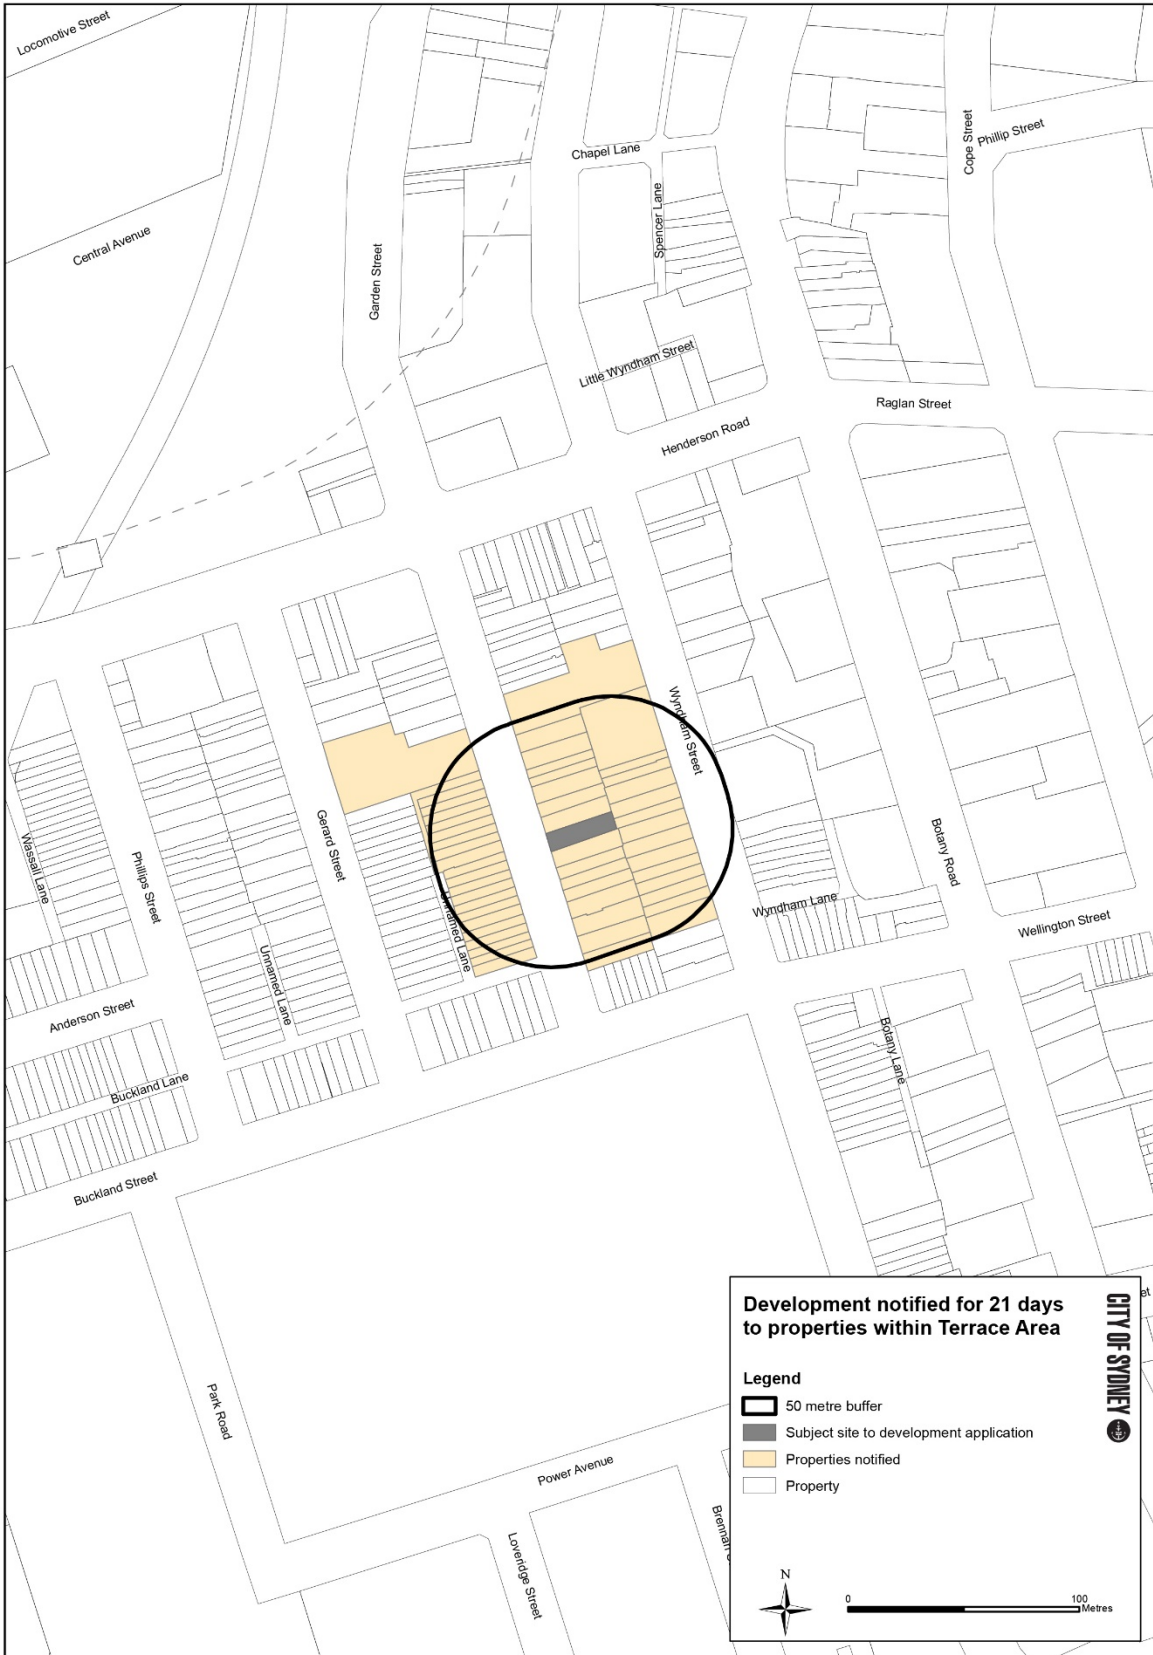 Locomotive Street
Central Avenue
Garden Street
Chapel Lane
Spencer Lane
Cope Street
Phillip Street
Little Wyndham Street
Henderson Road
Raglan Street
Wyndham Street
Wassall Lane
Phillips Street
Gerard Street
Unnamed Lane
Unnamed Lane
Botany Road
Wyndham Lane
Wellington Street
Anderson Street
Buckland Lane
Botany Lane
Buckland Street
Park Road
Power Avenue
Loveridge Street
Brennan S
et
Development notified for 21 days
to properties within Terrace Area
CITY OF SYDNEY
Legend
50 metre buffer
Subject site to development application
Properties notified
Property
N
0 100
Metres